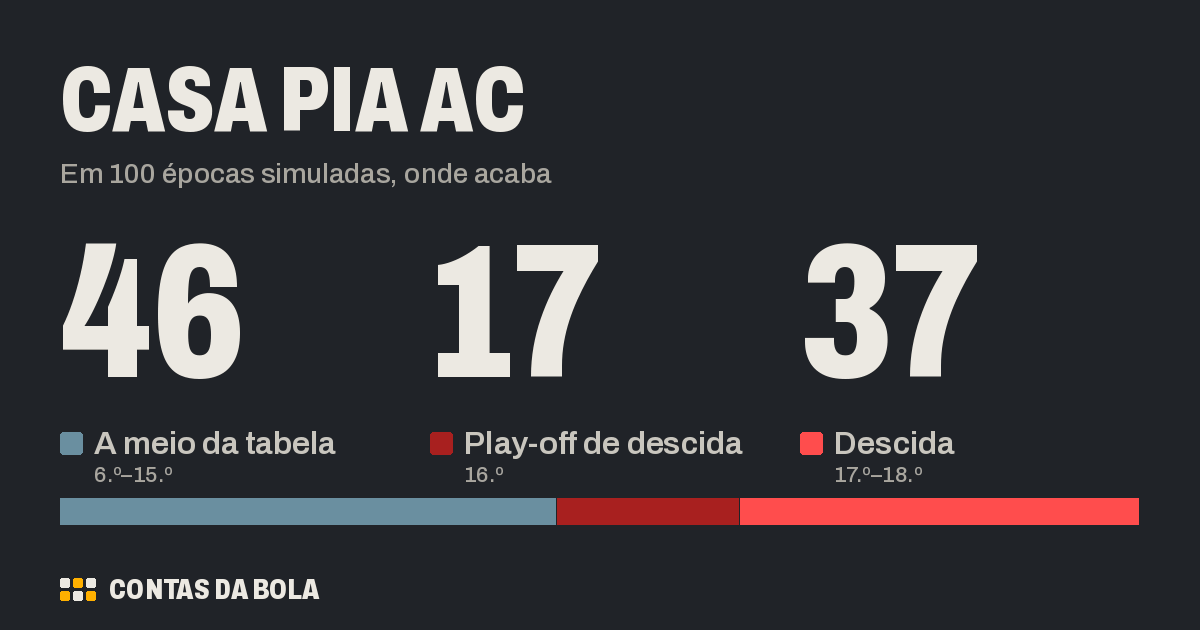 CASA PIA AC
Em 100 épocas simuladas, onde acaba
46 17 37
A meio da tabela Play-off de descida Descida
6.º–15.º 16.º 17.º–18.º
CONTAS DA BOLA